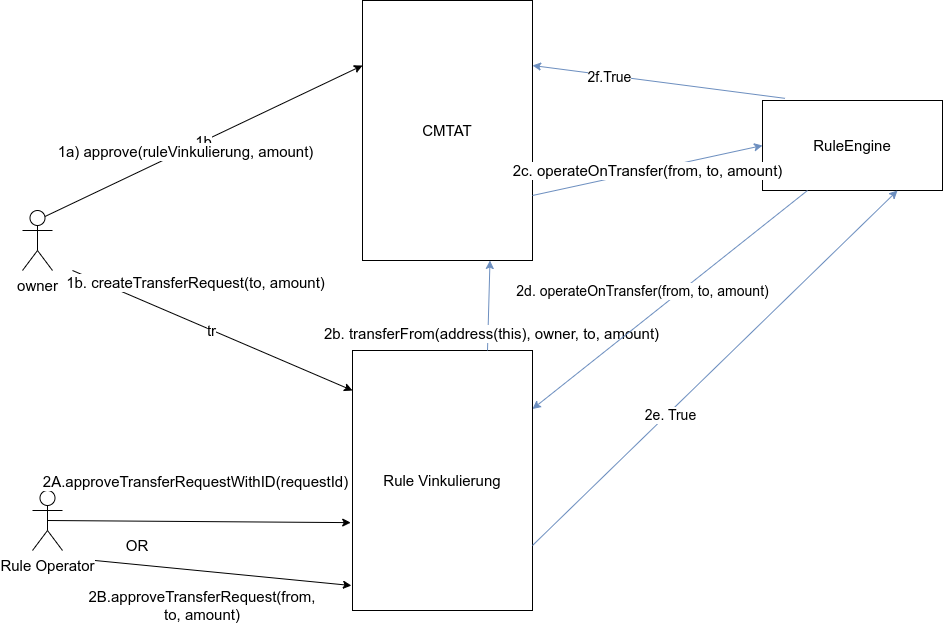 2f.True
CMTAT
1b
1a) approve(ruleVinkulierung, amount)
RuleEngine
2c. operateOnTransfer(from, to, amount)
owner
1b. createTransferRequest(to, amount)
2d. operateOnTransfer(from, to, amount)
tr
2b. transferFrom(address(this), owner, to, amount)
2e. True
2A.approveTransferRequestWithID(requestId)
Rule Vinkulierung
OR
Rule Operator
2B.approveTransferRequest(from,
to, amount)